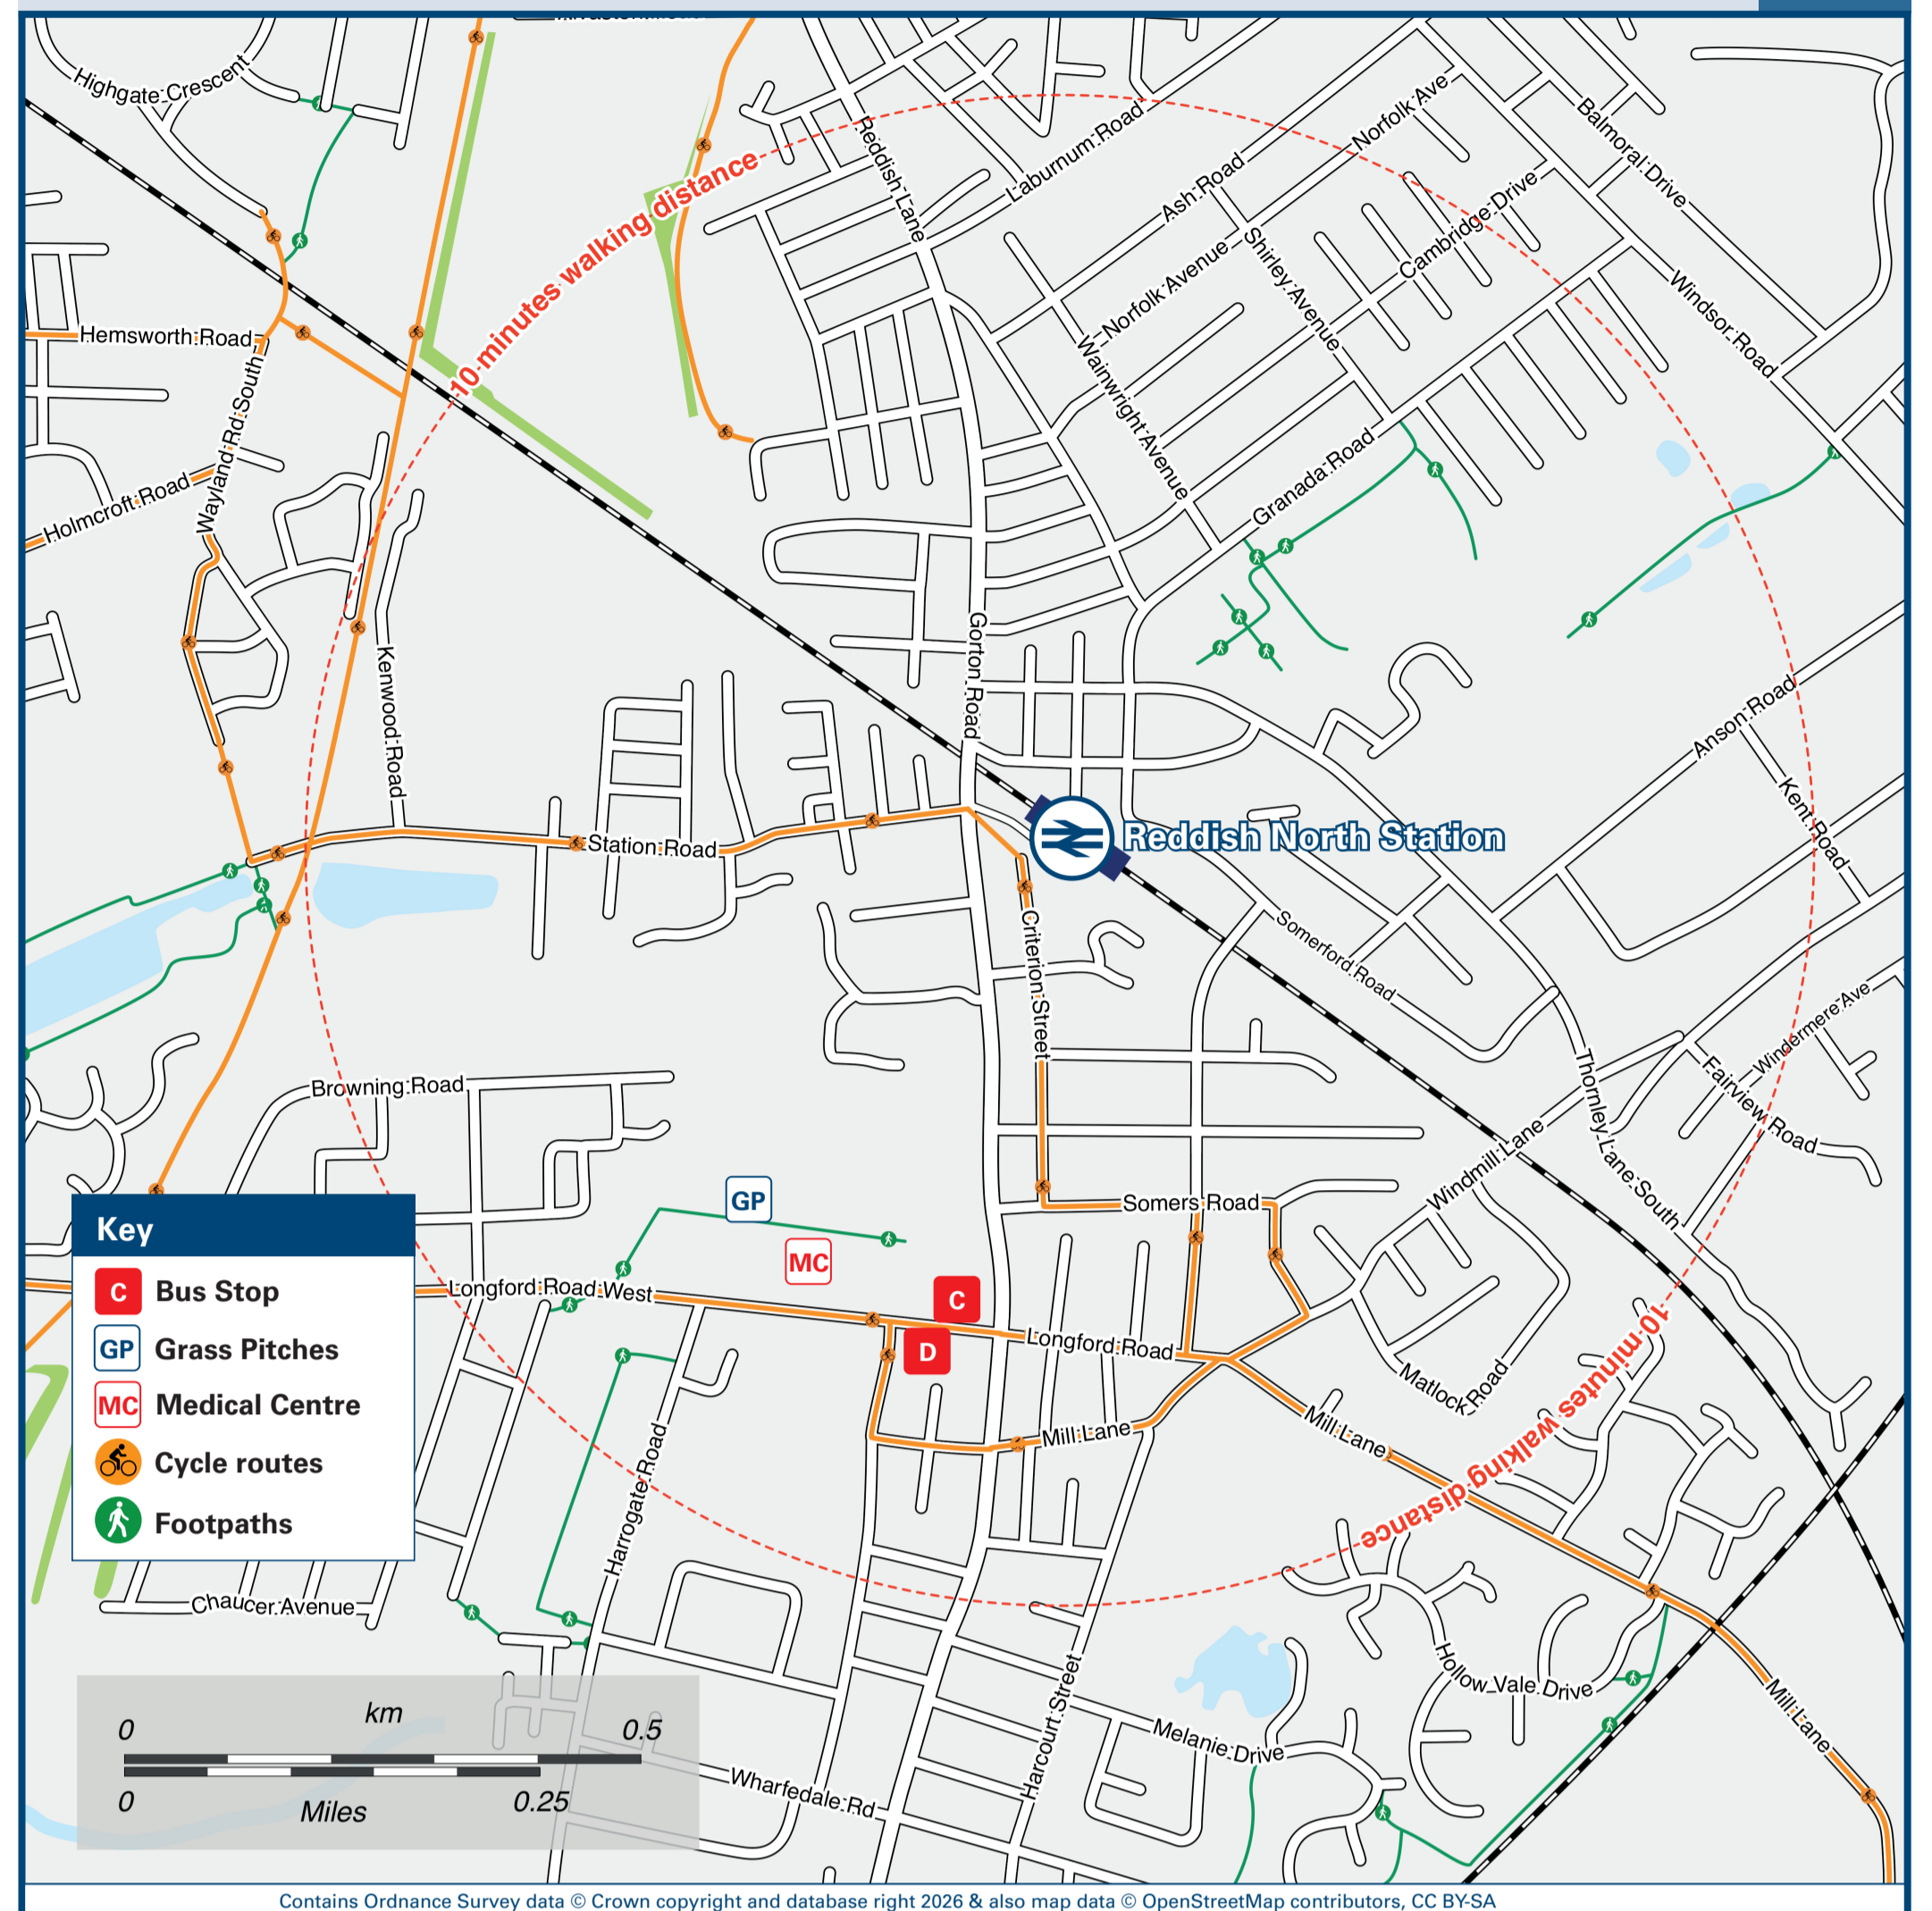 Highgate Crescent
Reddish Lane
Laburnum Road
Ash Road
Norfolk Ave
Balmoral Drive
Cambridge Drive
Norfolk Avenue
Shirley Avenue
Windsor Road
10 minutes walking distance
Hemsworth Road
Wayland Rd South
Wainwright Avenue
Holmcroft Road
Granada Road
Gorton Road
Kenwood Road
Anson Road
Kent Road
Station Road
Reddish North Station
Criterion Street
Somerford Road
Windermere Ave
Fairview Road
Thornley Lane South
Browning Road
Windmill Lane
GP
Somers Road
MC
C
Longford Road West
D
Longford Road
Matlock Road
Mill Lane
Mill Lane
10 minutes walking distance
Key
C Bus Stop
GP Grass Pitches
MC Medical Centre
Cycle routes
Footpaths
Harrogate Road
Chaucer Avenue
Hollow Vale Drive
Mill Lane
Harcourt Street
Melanie Drive
Wharfedale Rd
km
0 0.5
0 0.25
Miles
Contains Ordnance Survey data © Crown copyright and database right 2026 & also map data © OpenStreetMap contributors, CC BY-SA